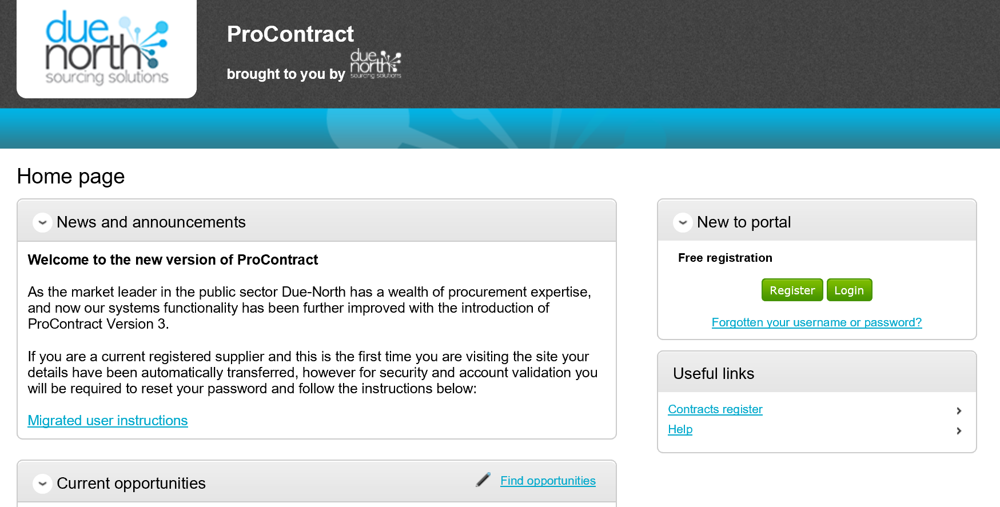 due
north
sourcing solutions
ProContract
brought to you by
due
north
sourcing solutions
Home page
News and announcements
Welcome to the new version of ProContract
As the market leader in the public sector Due-North has a wealth of procurement expertise,
and now our systems functionality has been further improved with the introduction of
ProContract Version 3.
If you are a current registered supplier and this is the first time you are visiting the site your
details have been automatically transferred, however for security and account validation you
will be required to reset your password and follow the instructions below:
Migrated user instructions
Current opportunities
Find opportunities
New to portal
Free registration
Register Login
Forgotten your username or password?
Useful links
Contracts register
Help